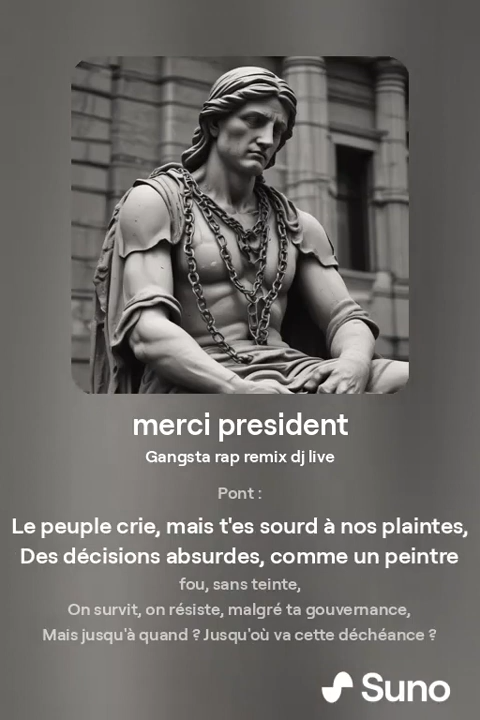 merci president
Gangsta rap remix dj live
Pont :
Le peuple crie, mais t'es sourd à nos plaintes,
Des décisions absurdes, comme un peintre
fou, sans teinte,
On survit, on résiste, malgré ta gouvernance,
Mais jusqu'à quand ? Jusqu'où va cette déchéance ?
Suno